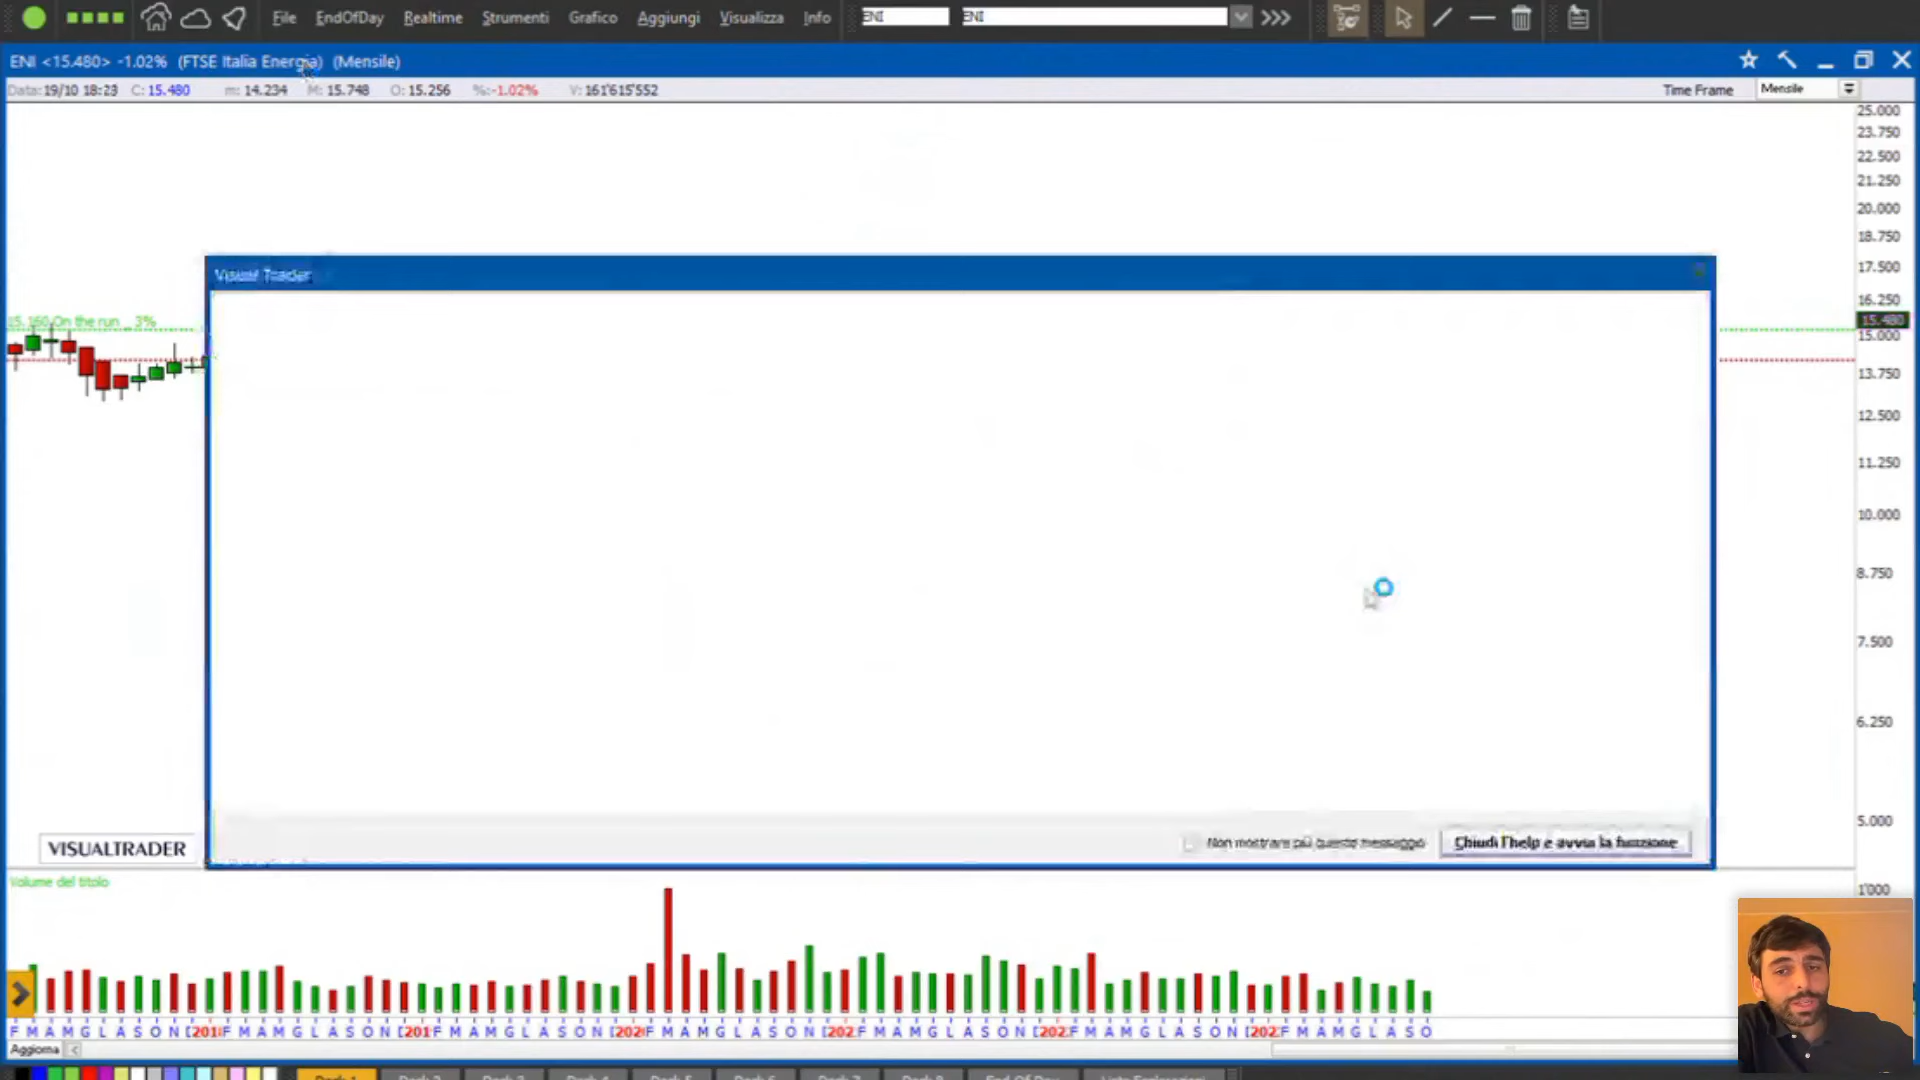 File EndOfDay Realtime Strumenti Grafico Aggiungi Visualizza Info ENI ENI
ENI <15.480> -1.02% (FTSE Italia Energia) (Mensile)
Data: 19/10 18:23 C: 15.480 m: 14.234 M: 15.748 O: 15.256 %:-1.02% V: 161'615'552 Time Frame Mensile
25.000
23.750
22.500
21.250
20.000
18.750
17.500
Visual Trader
16.250
15.160 On the run _ 3%
15.480
15.000
13.750
12.500
11.250
10.000
8.750
7.500
6.250
5.000
Non mostrare più questo messaggio Chiudi l'help e avvia la funzione
VISUALTRADER
Volume del titolo
1'000
F M A M G L A S O N 201 F M A M G L A S O N 201 F M A M G L A S O N 202 F M A M G L A S O N 202 F M A M G L A S O N 202 F M A M G L A S O N 202 F M A M G L A S O
Aggiorna